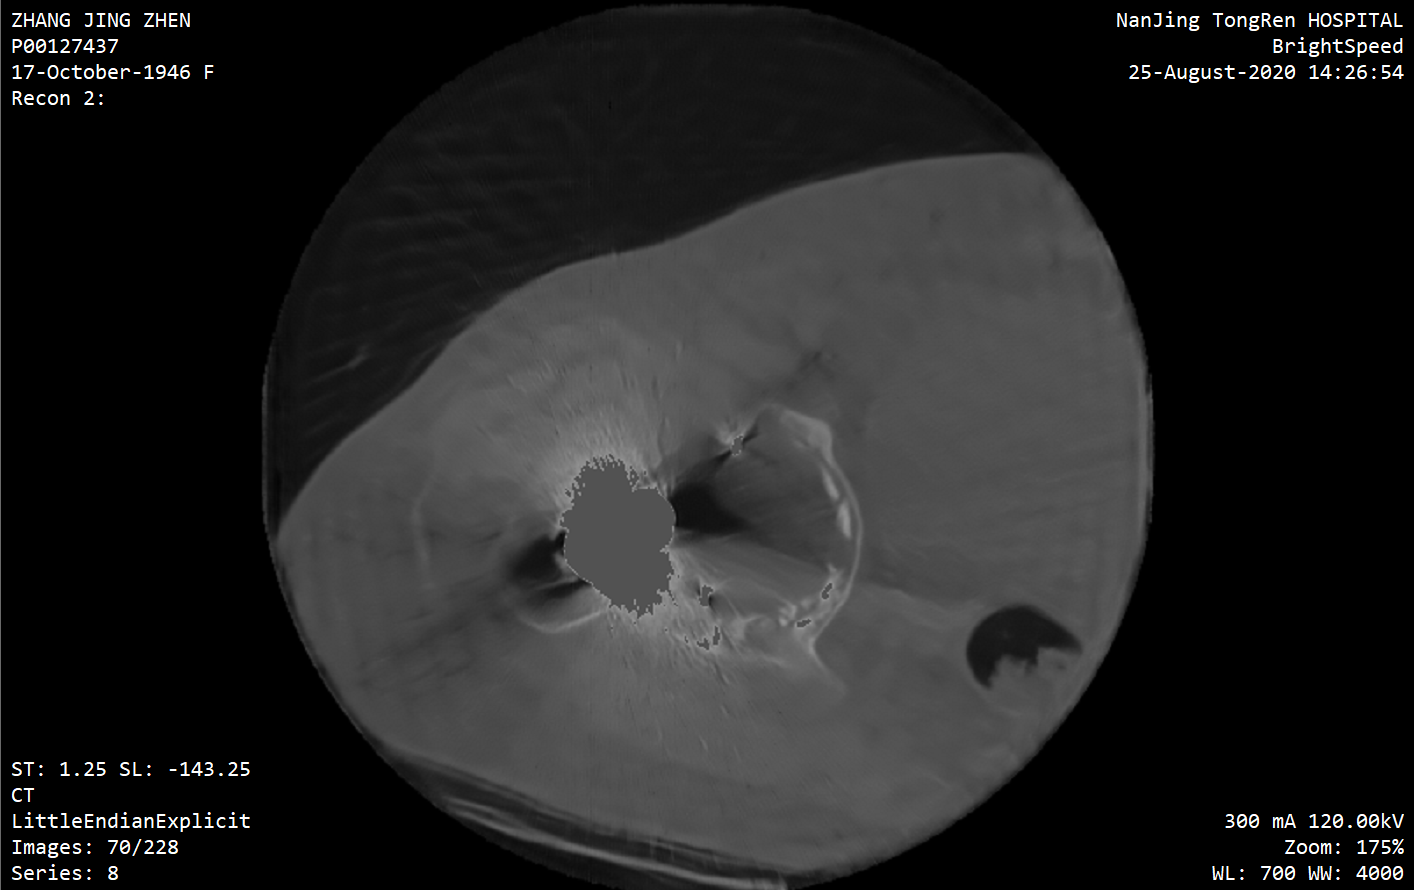 ZHANG JING ZHEN
P00127437
17-October-1946 F
Recon 2:
NanJing TongRen HOSPITAL
BrightSpeed
25-August-2020 14:26:54
ST: 1.25 SL: -143.25
CT
LittleEndianExplicit
Images: 70/228
Series: 8
300 mA 120.00kV
Zoom: 175%
WL: 700 WW: 4000